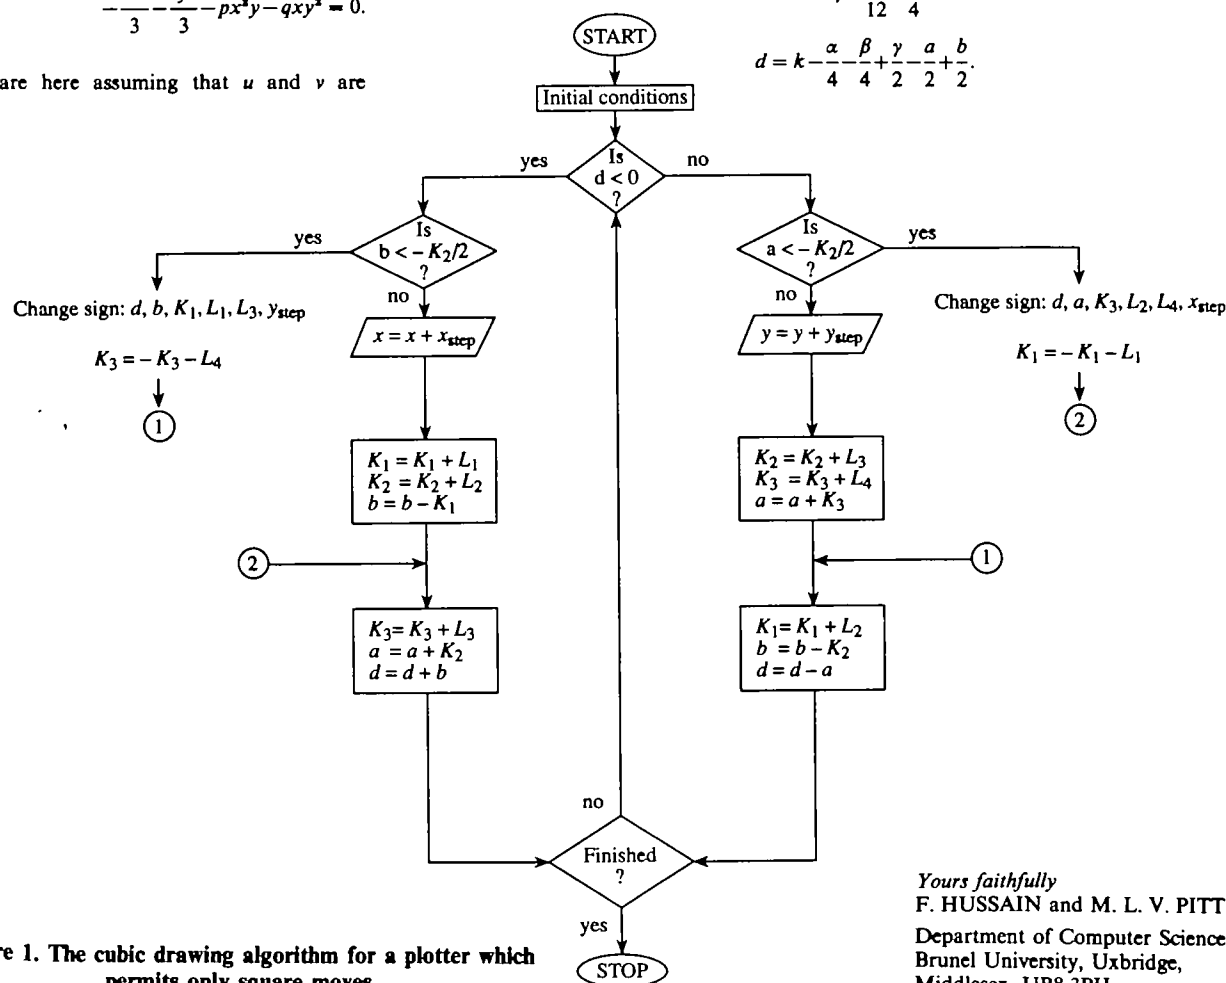 3 3 - px²y - qxy² = 0.
are here assuming that u and v are
12 4
d = k - α/4 - β/4 + γ/2 - a/2 + b/2.
START
Initial conditions
Is
d < 0
?
yes
no
Is
b < - K₂/2
?
yes
no
Change sign: d, b, K₁, L₁, L₃, y_step
K₃ = - K₃ - L₄
1
x = x + x_step
K₁ = K₁ + L₁
K₂ = K₂ + L₂
b = b - K₁
2
K₃ = K₃ + L₃
a = a + K₂
d = d + b
Is
a < - K₂/2
?
yes
no
Change sign: d, a, K₃, L₂, L₄, x_step
K₁ = - K₁ - L₁
2
y = y + y_step
K₂ = K₂ + L₃
K₃ = K₃ + L₄
a = a + K₃
1
K₁ = K₁ + L₂
b = b - K₂
d = d - a
no
Finished
?
yes
STOP
re 1. The cubic drawing algorithm for a plotter which
permits only square moves
Yours faithfully
F. HUSSAIN and M. L. V. PITT
Department of Computer Science
Brunel University, Uxbridge,
Middlesex, UB8 3PH